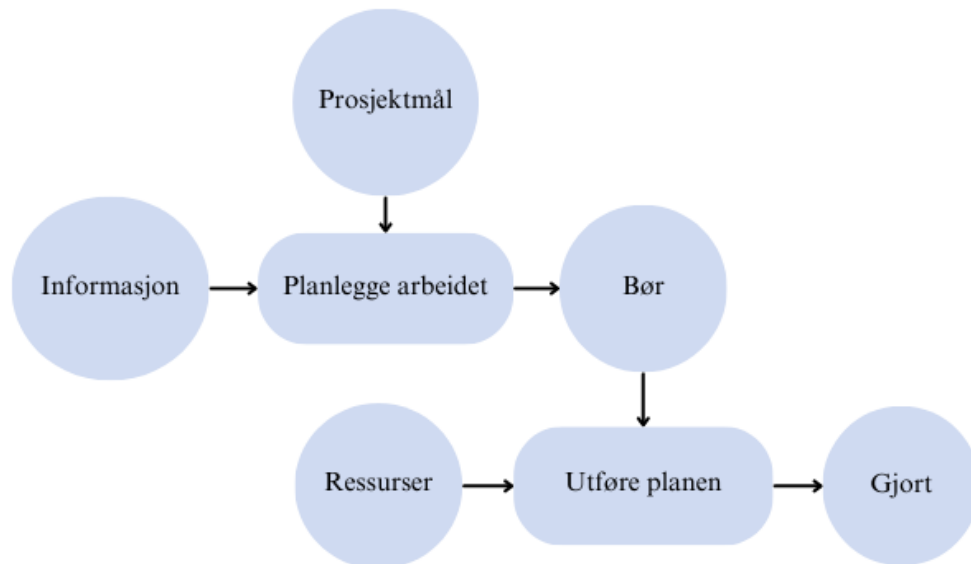 Prosjektmål
Informasjon
Planlegge arbeidet
Bør
Ressurser
Utføre planen
Gjort